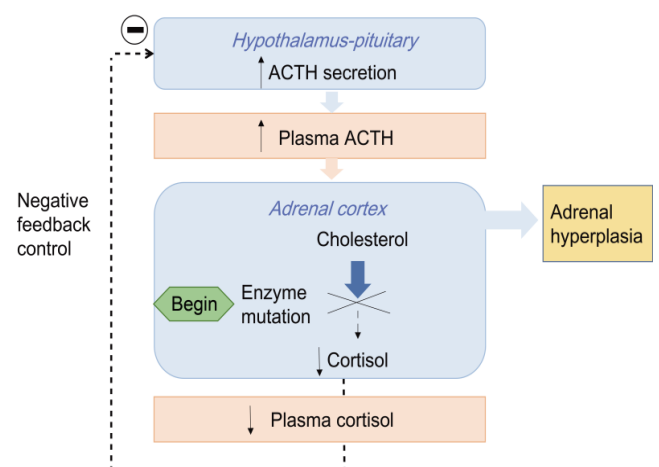 Hypothalamus-pituitary
↑ ACTH secretion
↑ Plasma ACTH
Negative
feedback
control
Adrenal cortex
Cholesterol
Begin
Enzyme
mutation
↓ Cortisol
Adrenal
hyperplasia
↓ Plasma cortisol